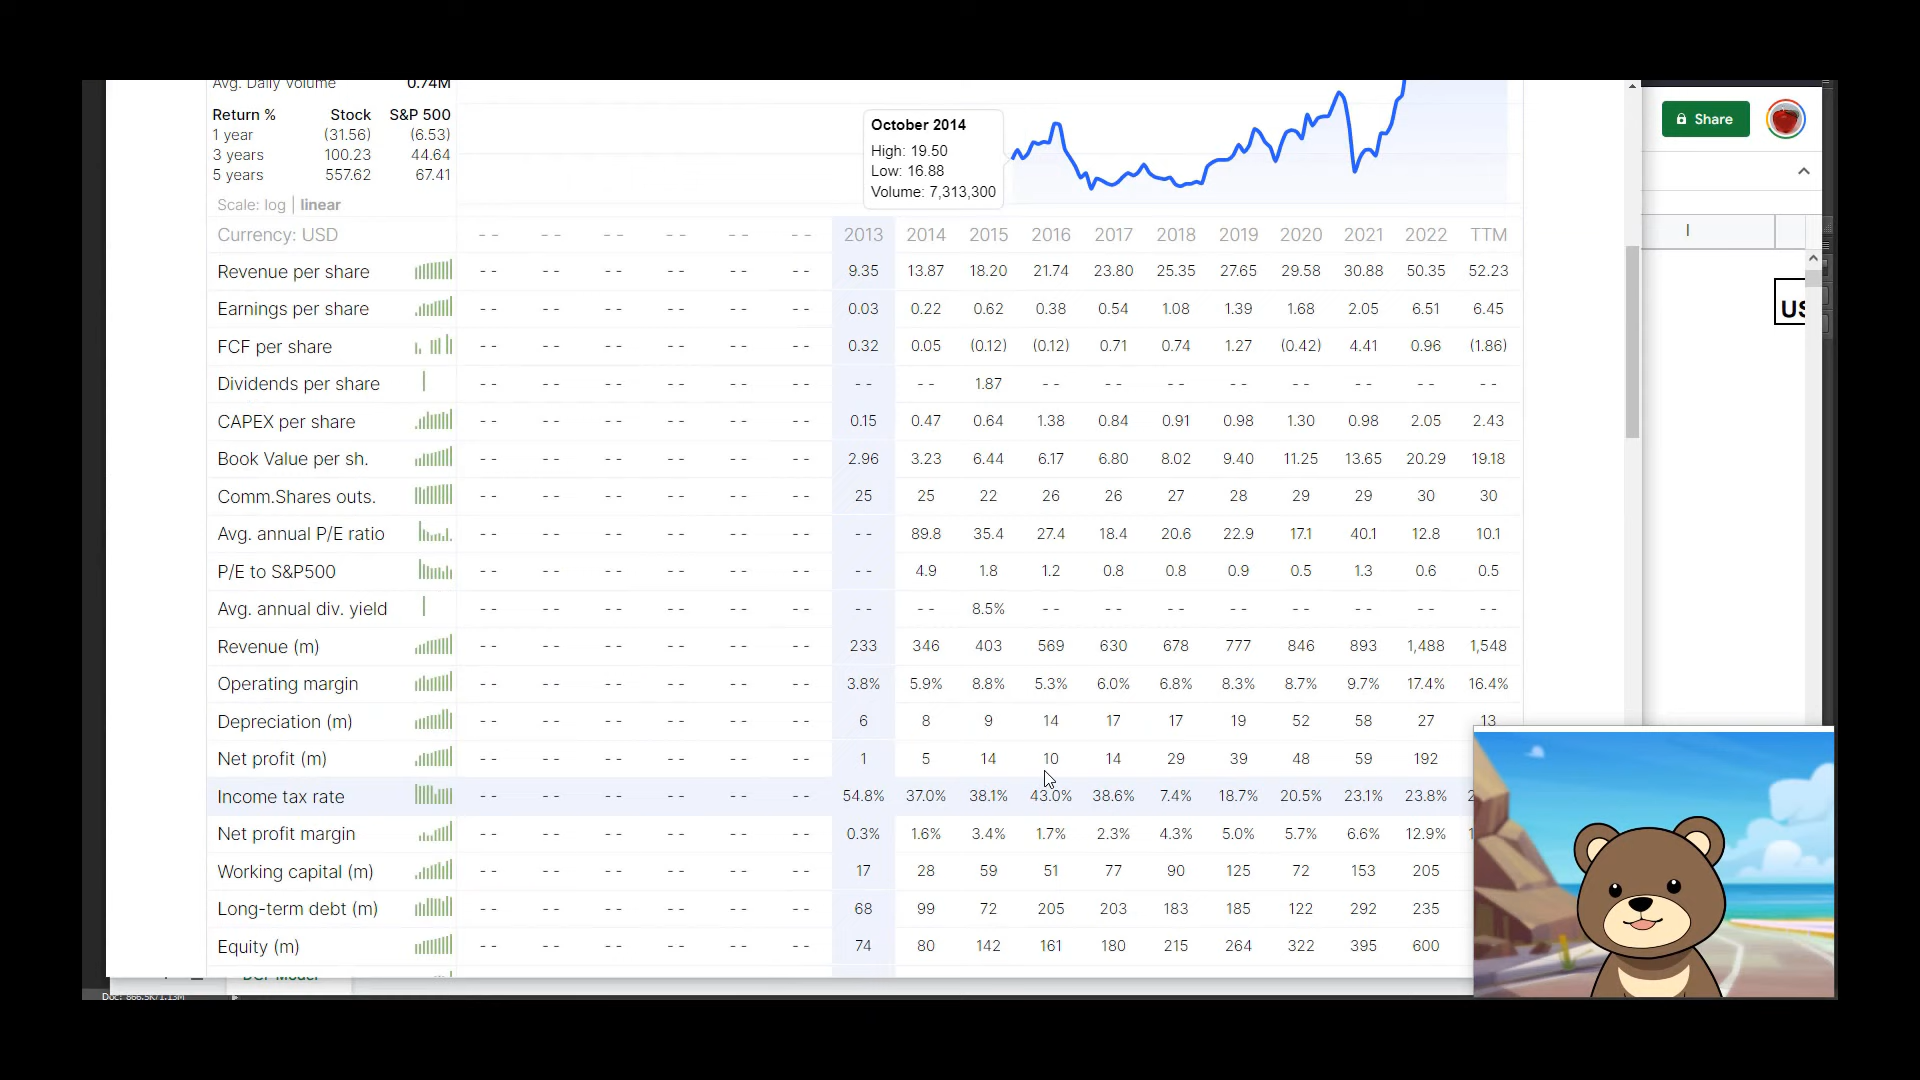 Avg. Daily Volume 0.74M
Return % Stock S&P 500
1 year (31.56) (6.53)
3 years 100.23 44.64
5 years 557.62 67.41
Scale: log | linear
October 2014
High: 19.50
Low: 16.88
Volume: 7,313,300
Share
I
US
Currency: USD -- -- -- -- -- -- 2013 2014 2015 2016 2017 2018 2019 2020 2021 2022 TTM
Revenue per share -- -- -- -- -- -- 9.35 13.87 18.20 21.74 23.80 25.35 27.65 29.58 30.88 50.35 52.23
Earnings per share -- -- -- -- -- -- 0.03 0.22 0.62 0.38 0.54 1.08 1.39 1.68 2.05 6.51 6.45
FCF per share -- -- -- -- -- -- 0.32 0.05 (0.12) (0.12) 0.71 0.74 1.27 (0.42) 4.41 0.96 (1.86)
Dividends per share -- -- -- -- -- -- -- -- 1.87 -- -- -- -- -- -- -- --
CAPEX per share -- -- -- -- -- -- 0.15 0.47 0.64 1.38 0.84 0.91 0.98 1.30 0.98 2.05 2.43
Book Value per sh. -- -- -- -- -- -- 2.96 3.23 6.44 6.17 6.80 8.02 9.40 11.25 13.65 20.29 19.18
Comm.Shares outs. -- -- -- -- -- -- 25 25 22 26 26 27 28 29 29 30 30
Avg. annual P/E ratio -- -- -- -- -- -- -- 89.8 35.4 27.4 18.4 20.6 22.9 17.1 40.1 12.8 10.1
P/E to S&P500 -- -- -- -- -- -- -- 4.9 1.8 1.2 0.8 0.8 0.9 0.5 1.3 0.6 0.5
Avg. annual div. yield -- -- -- -- -- -- -- -- 8.5% -- -- -- -- -- -- -- --
Revenue (m) -- -- -- -- -- -- 233 346 403 569 630 678 777 846 893 1,488 1,548
Operating margin -- -- -- -- -- -- 3.8% 5.9% 8.8% 5.3% 6.0% 6.8% 8.3% 8.7% 9.7% 17.4% 16.4%
Depreciation (m) -- -- -- -- -- -- 6 8 9 14 17 17 19 52 58 27 13
Net profit (m) -- -- -- -- -- -- 1 5 14 10 14 29 39 48 59 192
Income tax rate -- -- -- -- -- -- 54.8% 37.0% 38.1% 43.0% 38.6% 7.4% 18.7% 20.5% 23.1% 23.8%
Net profit margin -- -- -- -- -- -- 0.3% 1.6% 3.4% 1.7% 2.3% 4.3% 5.0% 5.7% 6.6% 12.9%
Working capital (m) -- -- -- -- -- -- 17 28 59 51 77 90 125 72 153 205
Long-term debt (m) -- -- -- -- -- -- 68 99 72 205 203 183 185 122 292 235
Equity (m) -- -- -- -- -- -- 74 80 142 161 180 215 264 322 395 600